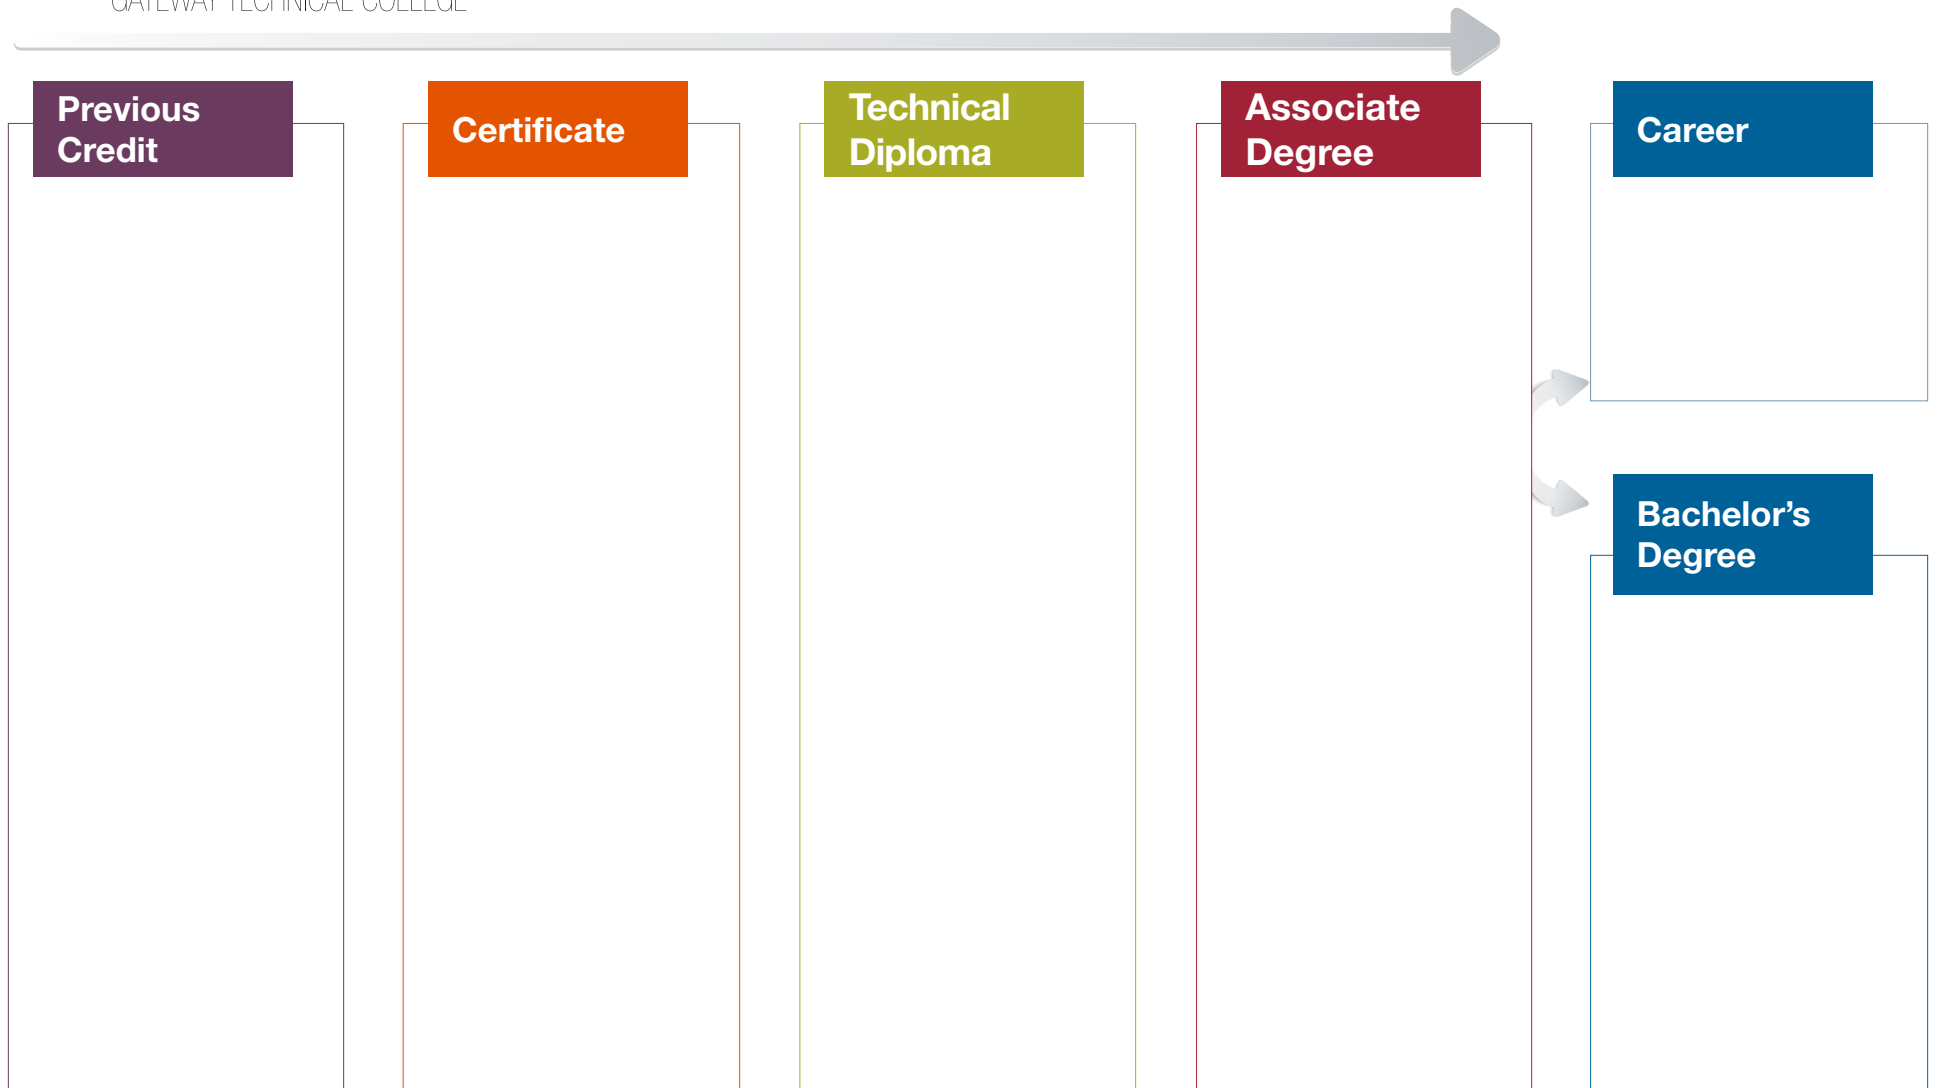 GATEWAY TECHNICAL COLLEGE
Previous
Credit
Certificate
Technical
Diploma
Associate
Degree
Career
Bachelor’s
Degree